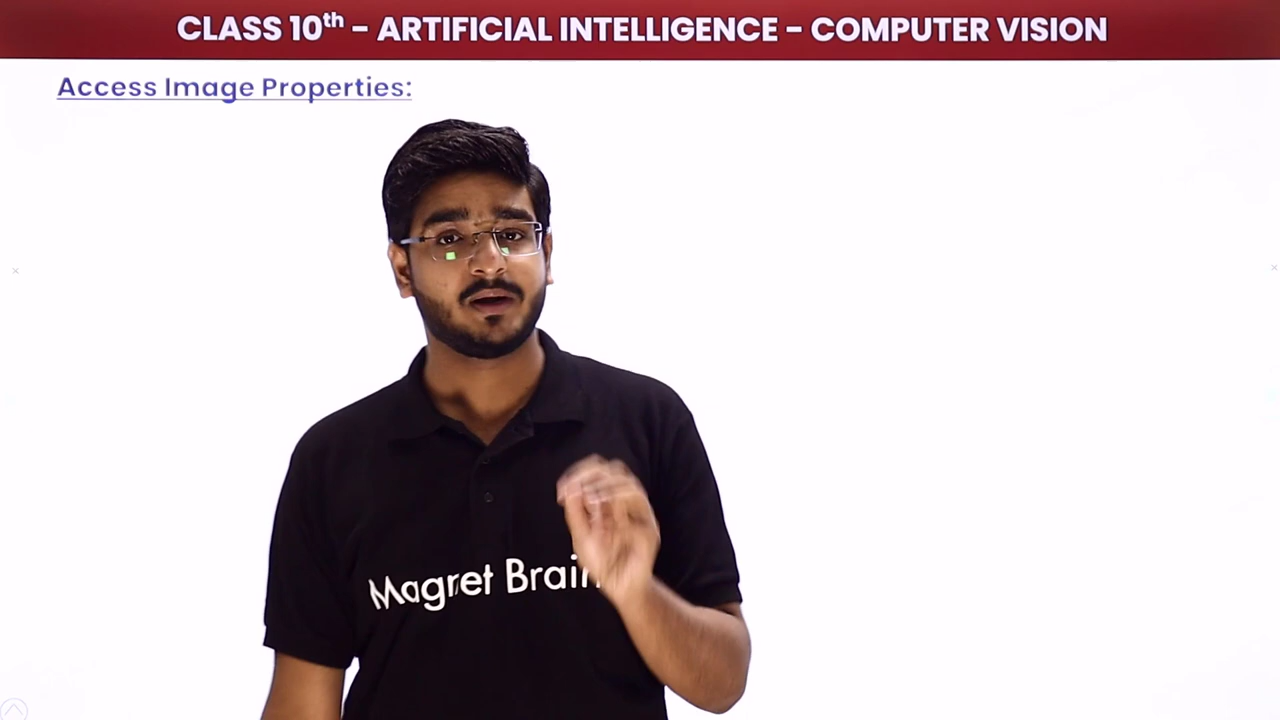 CLASS 10th - ARTIFICIAL INTELLIGENCE - COMPUTER VISION
Access Image Properties:
Magnet Brain